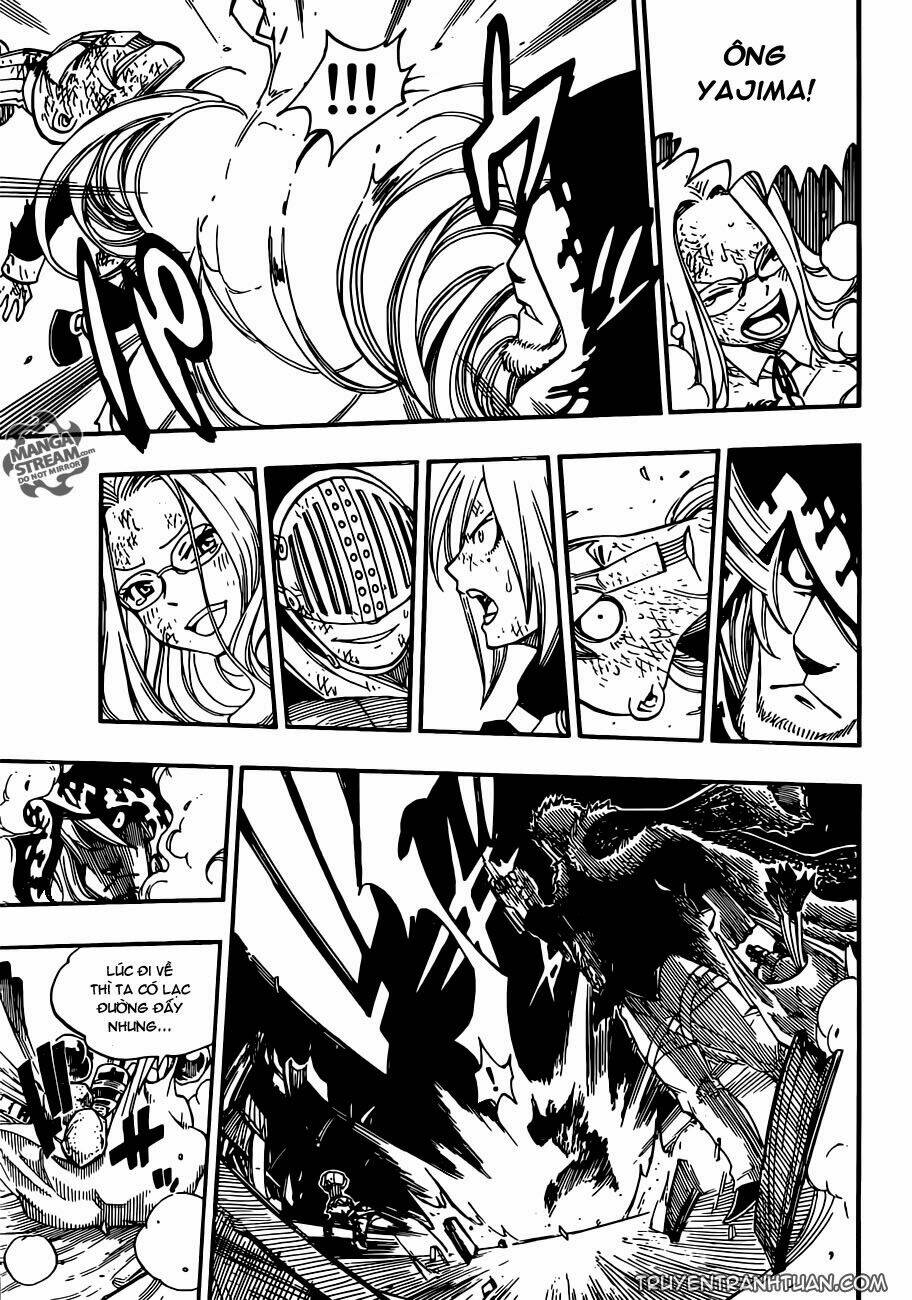 ÔNG
YAJIMA!
!!!
MANGA
STREAM.com
DO NOT MIRROR
LÚC ĐI VỀ
THÌ TA CÓ LẠC
ĐƯỜNG ĐẤY
NHƯNG...
!
TRUYENTRANHTUAN.COM